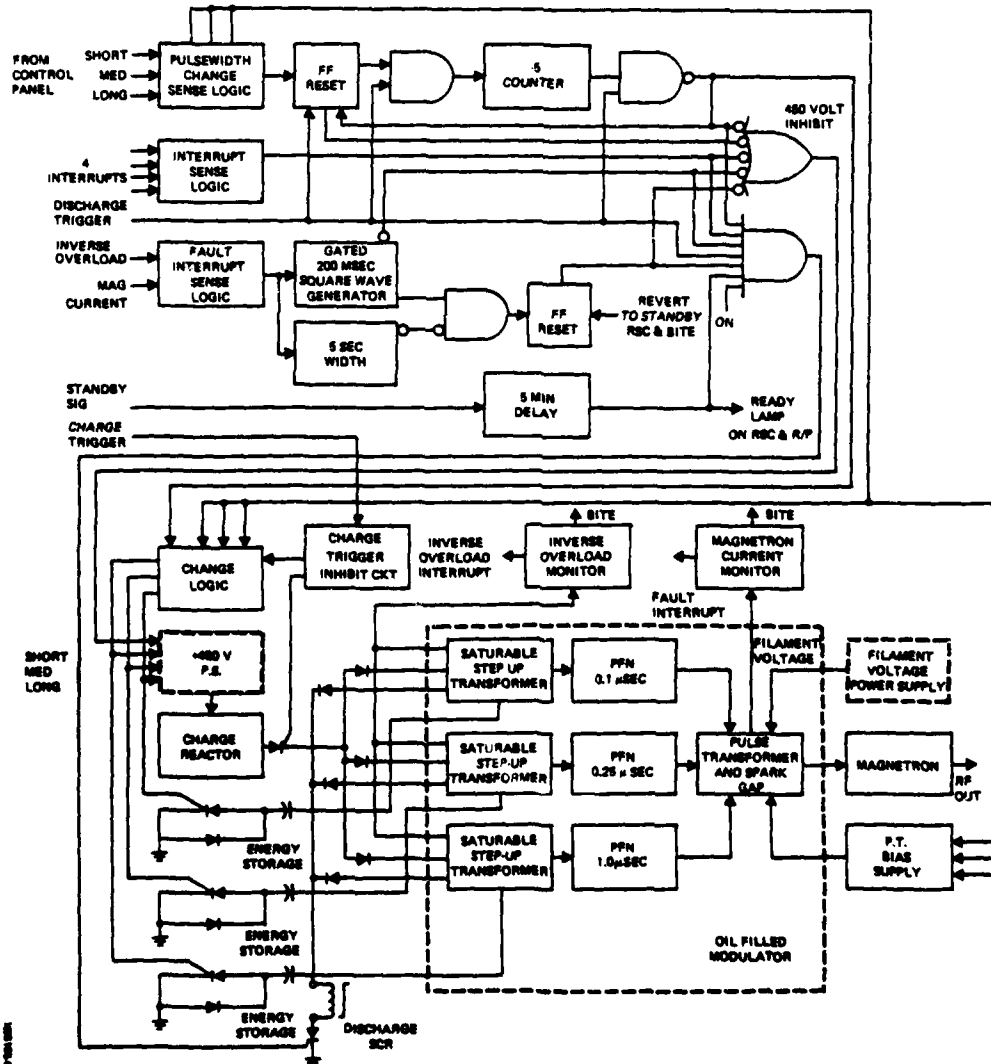 FROM
CONTROL
PANEL
SHORT
MED
LONG
PULSEWIDTH
CHANGE
SENSE LOGIC
FF
RESET
-5
COUNTER
480 VOLT
INHIBIT
4
INTERRUPTS
INTERRUPT
SENSE
LOGIC
DISCHARGE
TRIGGER
INVERSE
OVERLOAD
MAG
CURRENT
FAULT
INTERRUPT
SENSE
LOGIC
GATED
200 MSEC
SQUARE WAVE
GENERATOR
5 SEC
WIDTH
FF
RESET
REVERT
TO STANDBY
RSC & BITE
ON
STANDBY
SIG
5 MIN
DELAY
READY
LAMP
ON RSC & R/P
CHARGE
TRIGGER
CHANGE
LOGIC
CHARGE
TRIGGER
INHIBIT CKT
INVERSE
OVERLOAD
INTERRUPT
BITE
INVERSE
OVERLOAD
MONITOR
BITE
MAGNETRON
CURRENT
MONITOR
FAULT
INTERRUPT
SHORT
MED
LONG
+480 V
P.S.
CHARGE
REACTOR
SATURABLE
STEP UP
TRANSFORMER
PFN
0.1 µSEC
FILAMENT
VOLTAGE
FILAMENT
VOLTAGE
POWER SUPPLY
SATURABLE
STEP-UP
TRANSFORMER
PFN
0.25 µ SEC
PULSE
TRANSFORMER
AND SPARK
GAP
MAGNETRON
RF
OUT
SATURABLE
STEP-UP
TRANSFORMER
PFN
1.0µSEC
P.T.
BIAS
SUPPLY
ENERGY
STORAGE
ENERGY
STORAGE
ENERGY
STORAGE
OIL FILLED
MODULATOR
DISCHARGE
SCR